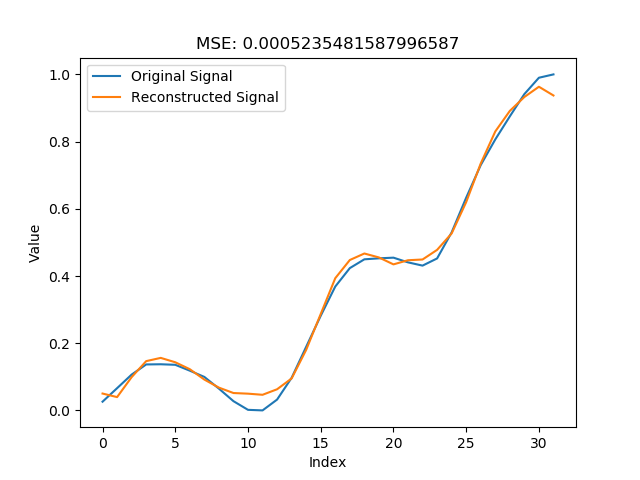 MSE: 0.0005235481587996587
Original Signal
Reconstructed Signal
1.0
0.8
0.6
0.4
0.2
0.0
Value
0 5 10 15 20 25 30
Index